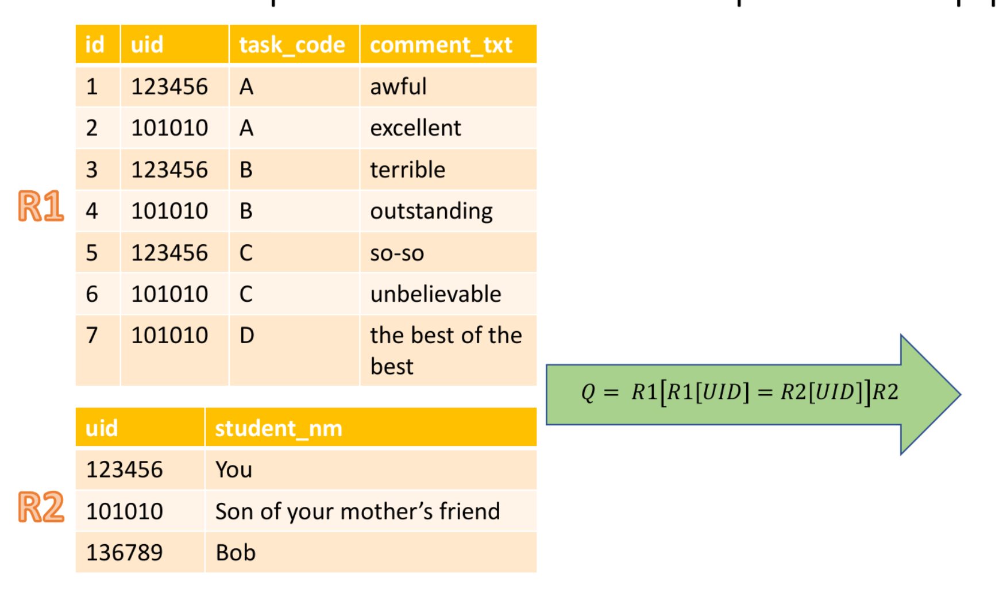 id uid task_code comment_txt
1 123456 A awful
2 101010 A excellent
3 123456 B terrible
R1
4 101010 B outstanding
5 123456 C so-so
6 101010 C unbelievable
7 101010 D the best of the
best
Q = R1[R1[UID] = R2[UID]]R2
uid student_nm
123456 You
R2
101010 Son of your mother’s friend
136789 Bob